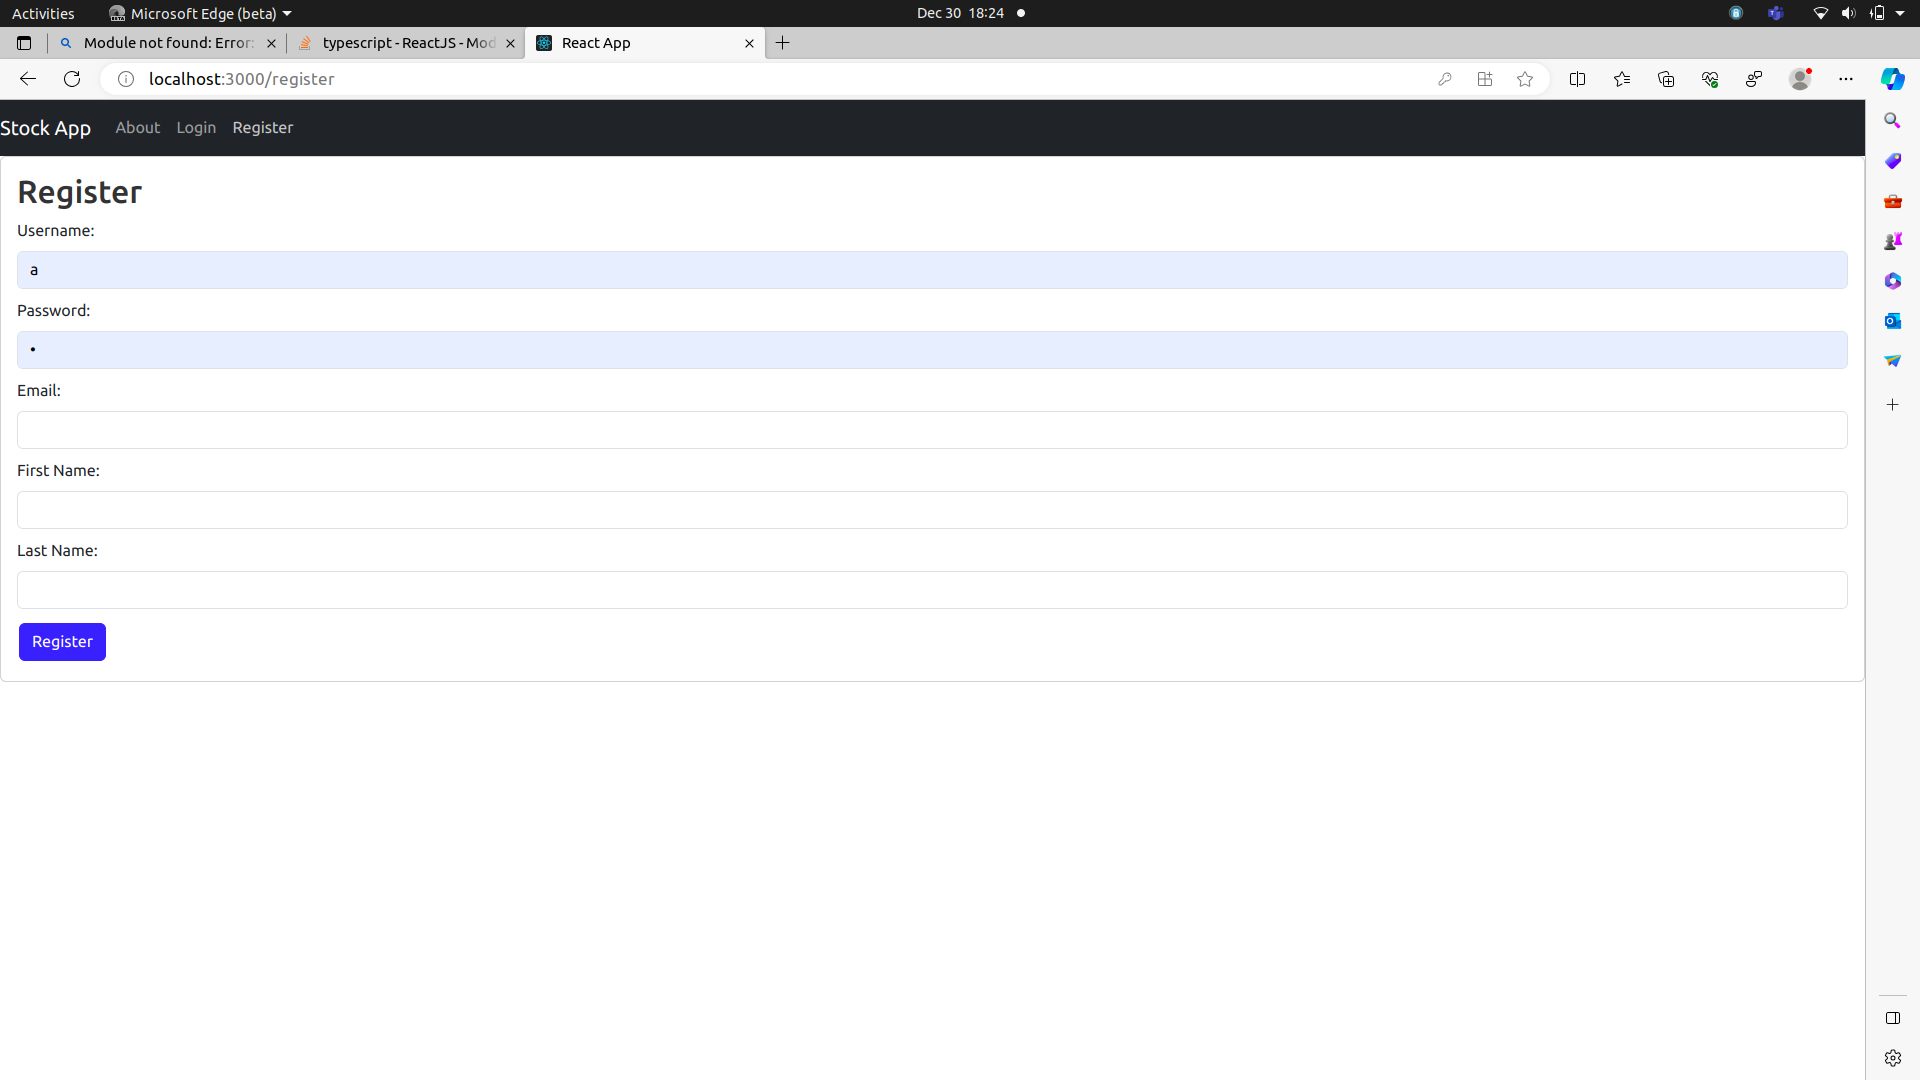 Activities Microsoft Edge (beta) Dec 30 18:24
Module not found: Error: typescript - ReactJS - Mod React App
localhost:3000/register
Stock App About Login Register
Register
Username:
a
Password:
•
Email:
First Name:
Last Name:
Register